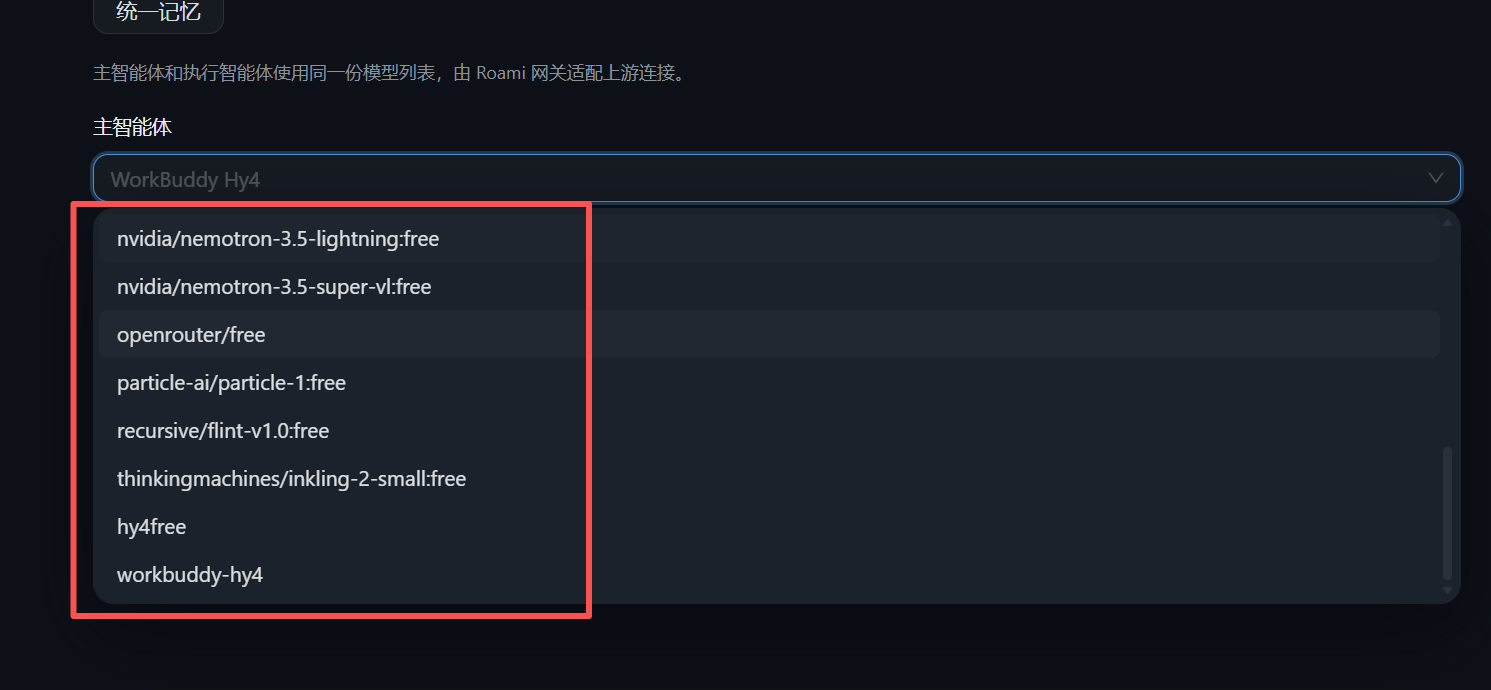 统一记忆
主智能体和执行智能体使用同一份模型列表，由 Roami 网关适配上游连接。
主智能体
WorkBuddy Hy4
nvidia/nemotron-3.5-lightning:free
nvidia/nemotron-3.5-super-vl:free
openrouter/free
particle-ai/particle-1:free
recursive/flint-v1.0:free
thinkingmachines/inkling-2-small:free
hy4free
workbuddy-hy4